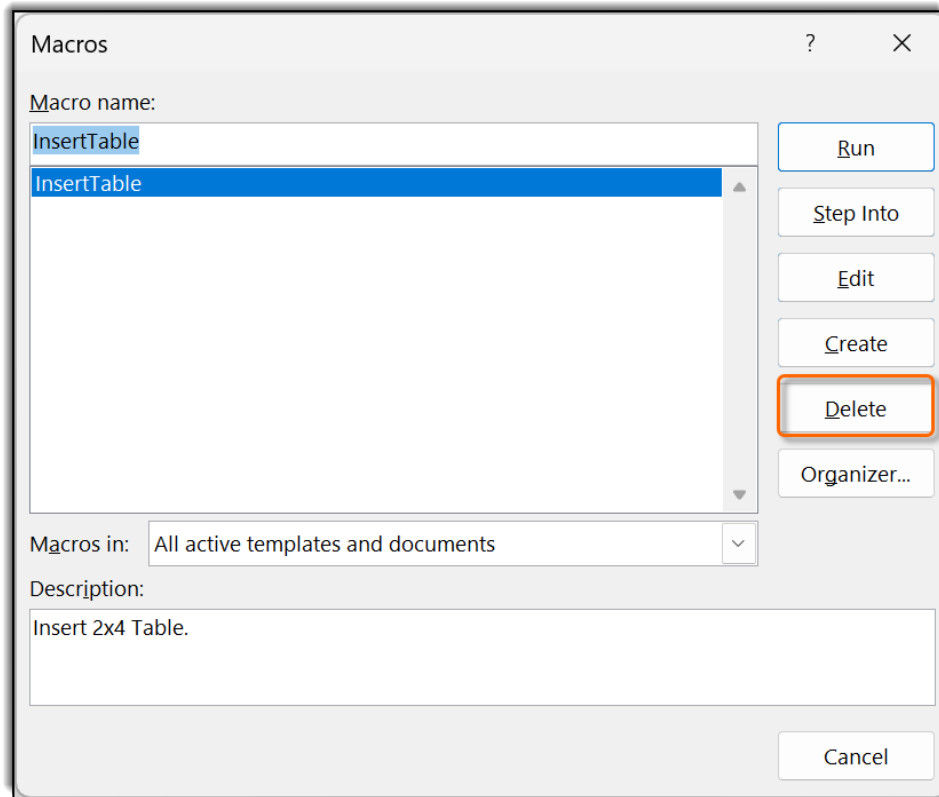 Macros ?
Macro name:
InsertTable
InsertTable
Run
Step Into
Edit
Create
Delete
Organizer...
Macros in: All active templates and documents
Description:
Insert 2x4 Table.
Cancel